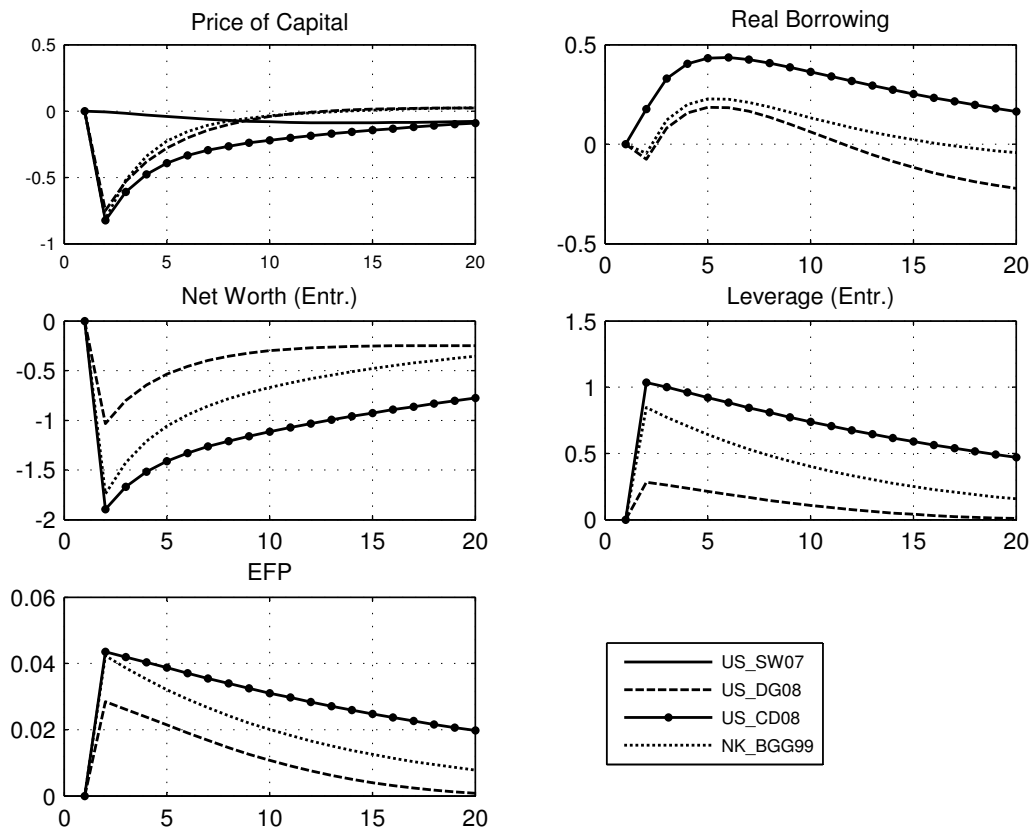 Price of Capital
0.5
0
-0.5
-1
0 5 10 15 20
Real Borrowing
0.5
0
-0.5
0 5 10 15 20
Net Worth (Entr.)
0
-0.5
-1
-1.5
-2
0 5 10 15 20
Leverage (Entr.)
1.5
1
0.5
0
0 5 10 15 20
EFP
0.06
0.04
0.02
0
0 5 10 15 20
US_SW07
US_DG08
US_CD08
NK_BGG99